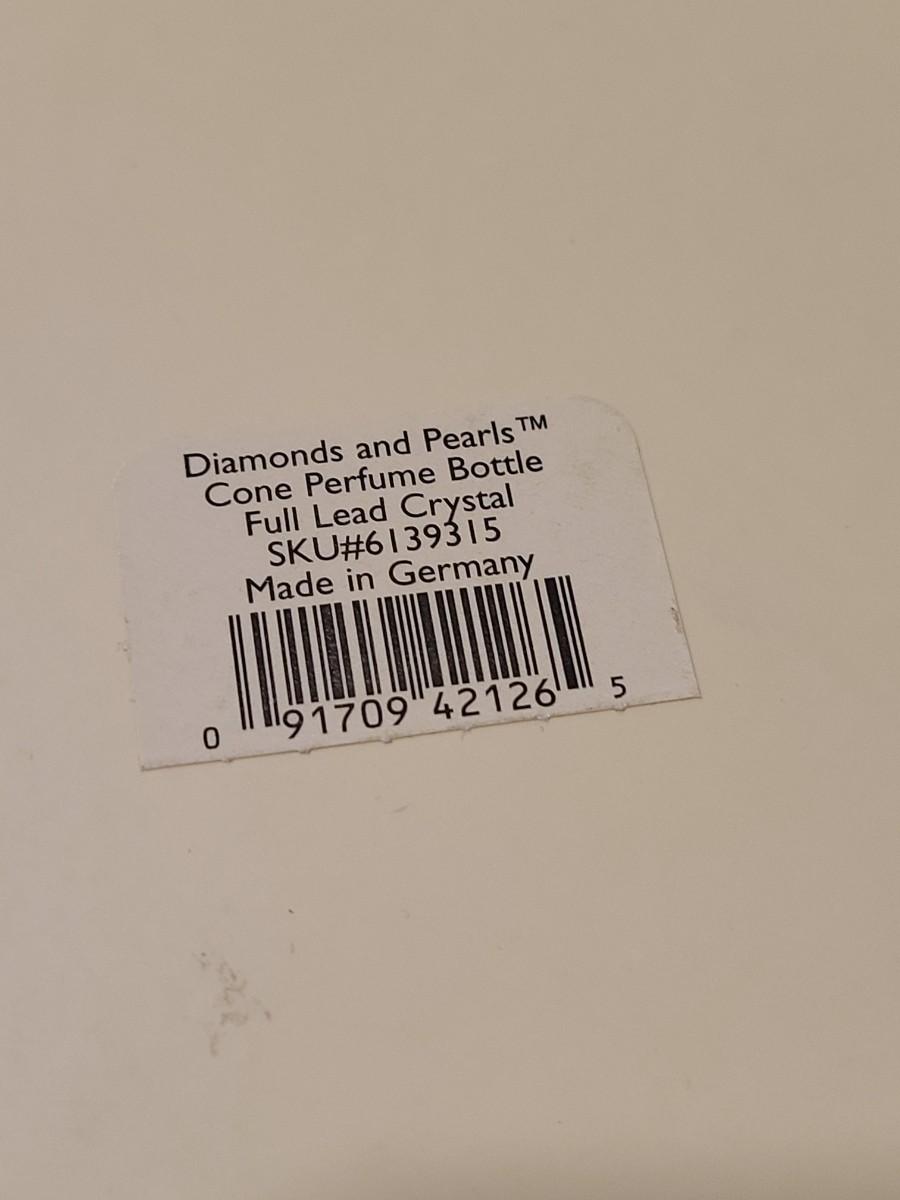 Diamonds and Pearls™
Cone Perfume Bottle
Full Lead Crystal
SKU#6139315
Made in Germany
0 91709 42126 5